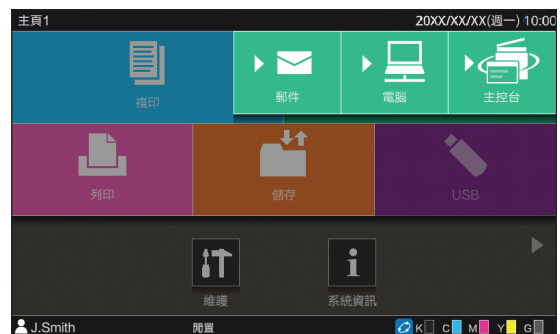 主頁1
20XX/XX/XX(週一) 10:00
複印
郵件
電腦
主控台
列印
儲存
USB
維護
系統資訊
J.Smith
閒置
K C M Y G